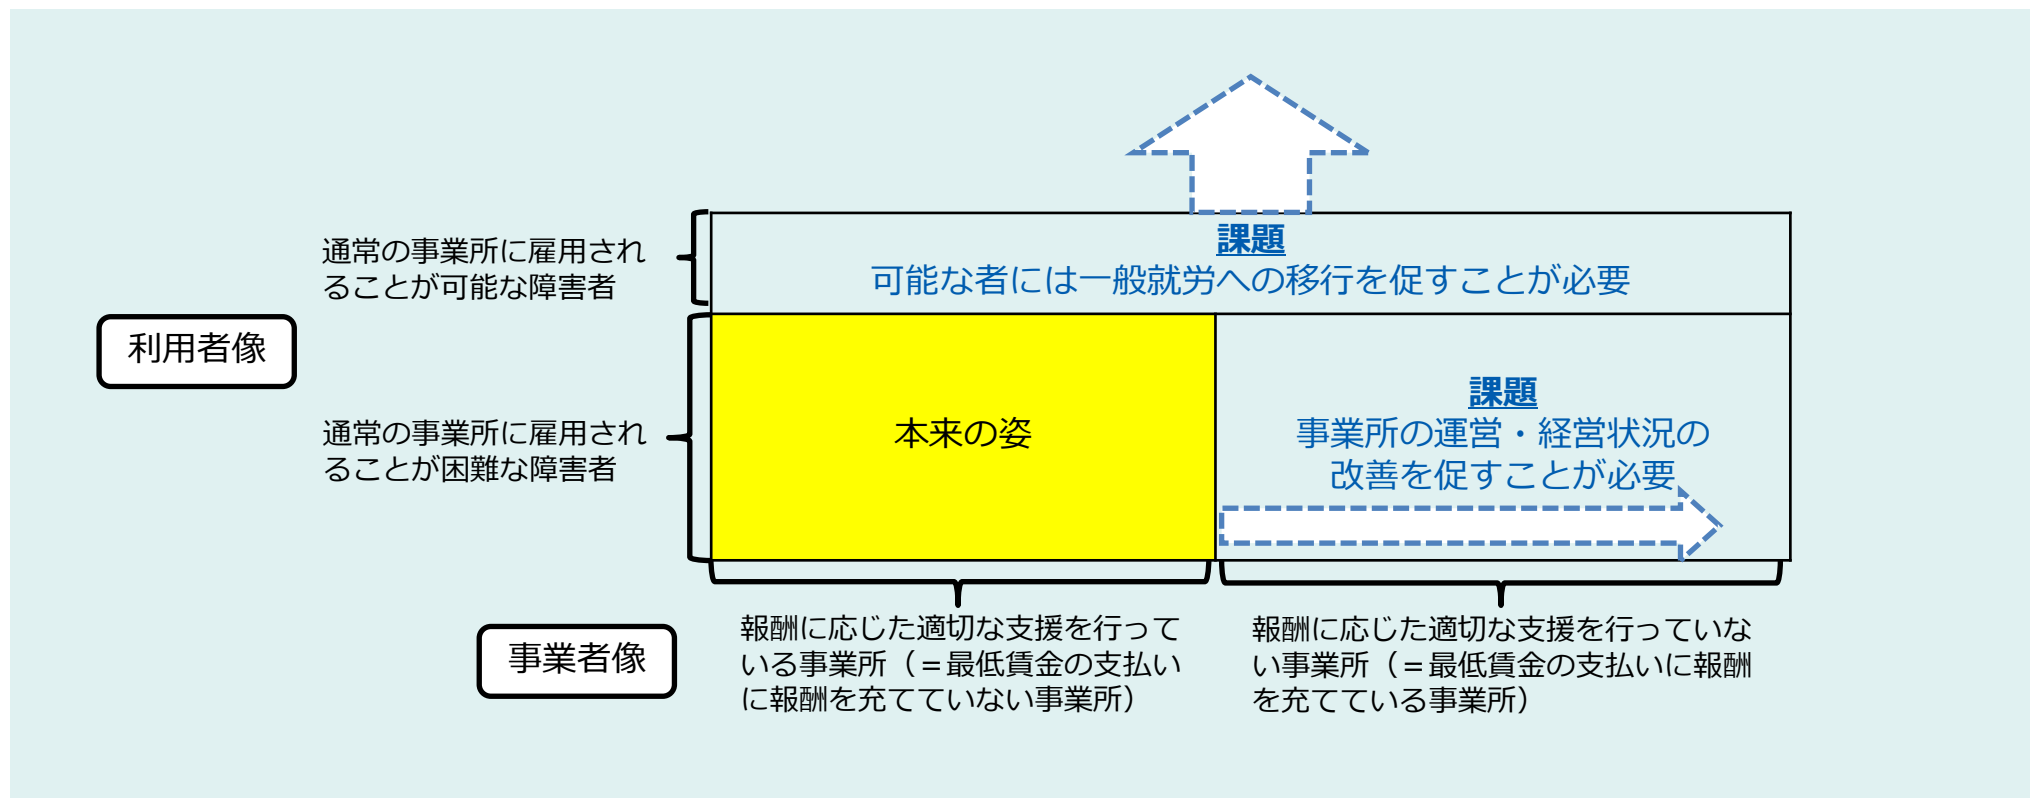 課題
可能な者には一般就労への移行を促すことが必要
通常の事業所に雇用され
ることが可能な障害者
利用者像
通常の事業所に雇用され
ることが困難な障害者
本来の姿
課題
事業所の運営・経営状況の
改善を促すことが必要
事業者像
報酬に応じた適切な支援を行って
いる事業所（＝最低賃金の支払い
に報酬を充てていない事業所）
報酬に応じた適切な支援を行っていな
い事業所（＝最低賃金の支払いに報酬
を充てている事業所）